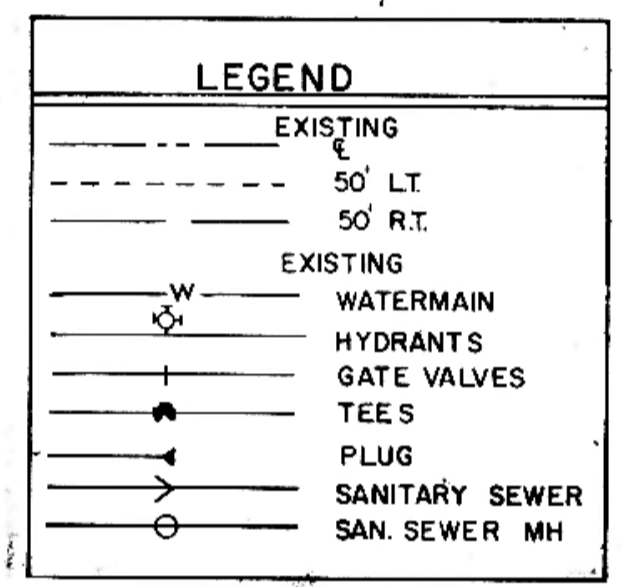 LEGEND
EXISTING
℄
50' L.T.
50' R.T.
EXISTING
W WATERMAIN
HYDRANTS
GATE VALVES
TEES
PLUG
SANITARY SEWER
SAN. SEWER MH